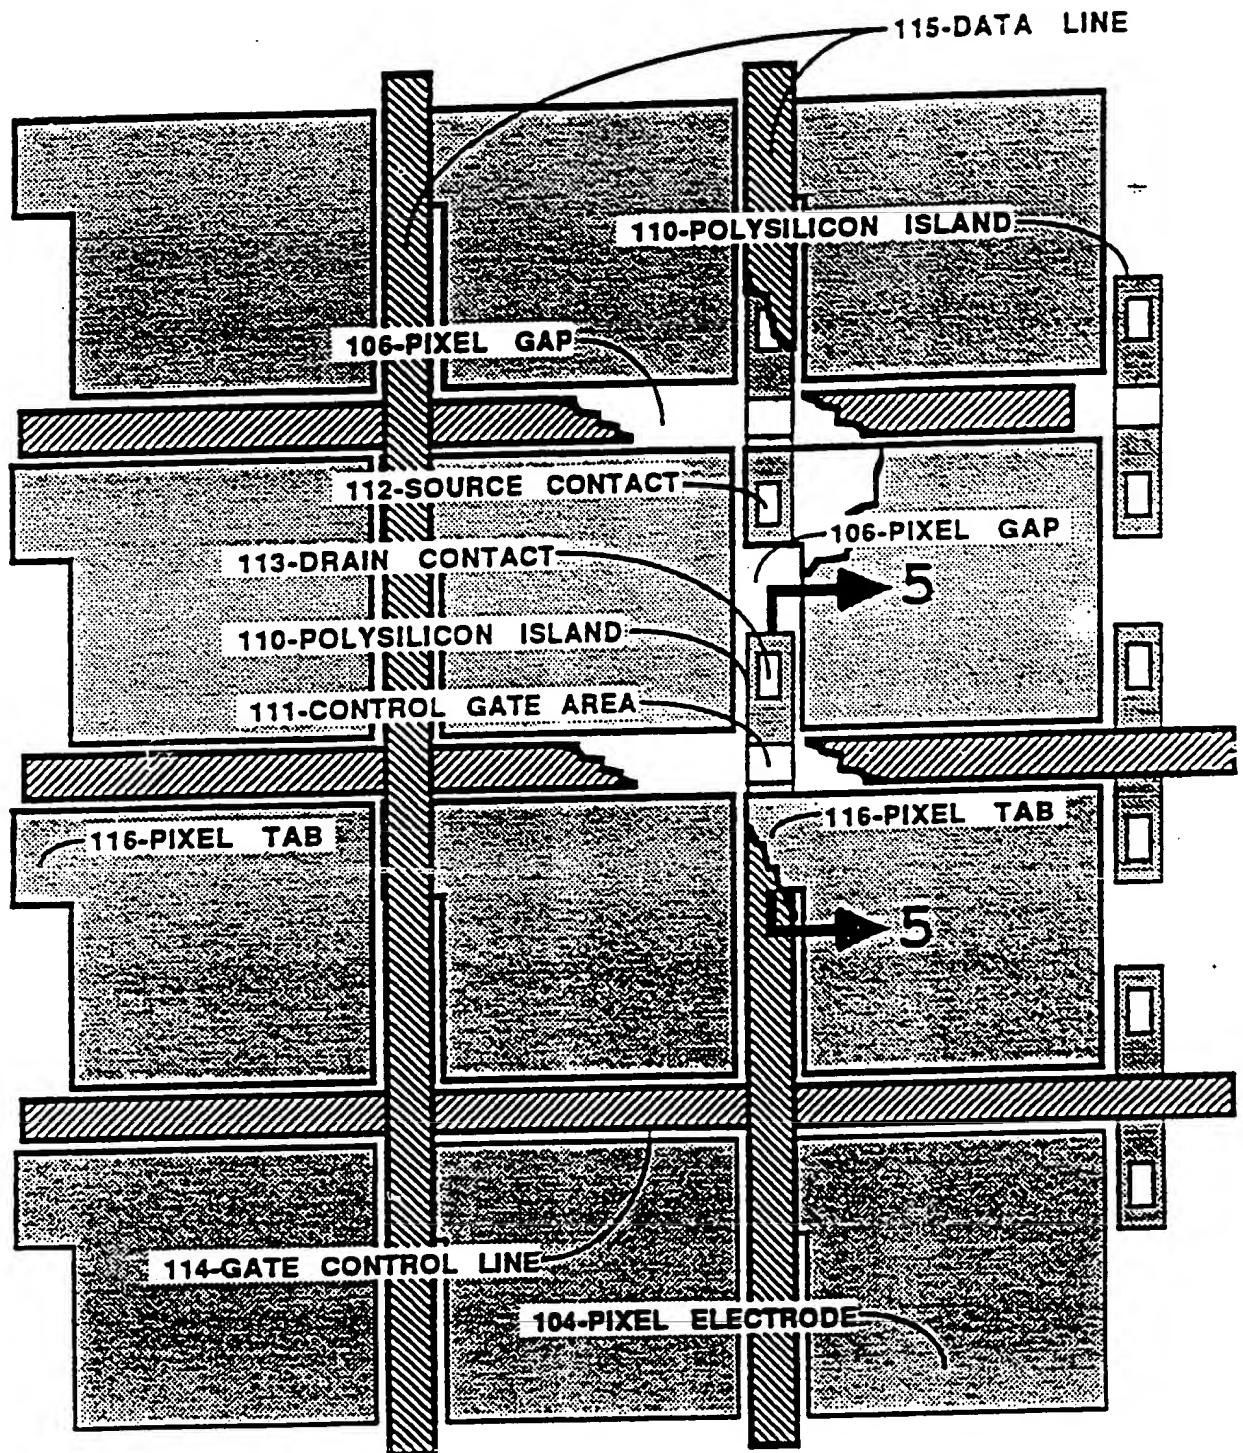 115-DATA LINE
110-POLYSILICON ISLAND
106-PIXEL GAP
112-SOURCE CONTACT
106-PIXEL GAP
113-DRAIN CONTACT
5
110-POLYSILICON ISLAND
111-CONTROL GATE AREA
116-PIXEL TAB
116-PIXEL TAB
5
114-GATE CONTROL LINE
104-PIXEL ELECTRODE